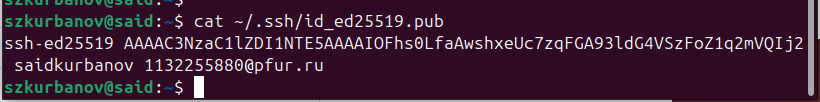 szkurbanov@said:~$ cat ~/.ssh/id_ed25519.pub
ssh-ed25519 AAAAC3NzaC1lZDI1NTE5AAAAIOFhs0LfaAwshxeUc7zqFGA93ldG4VSzFoZ1q2mVQIj2
saidkurbanov 1132255880@pfur.ru
szkurbanov@said:~$